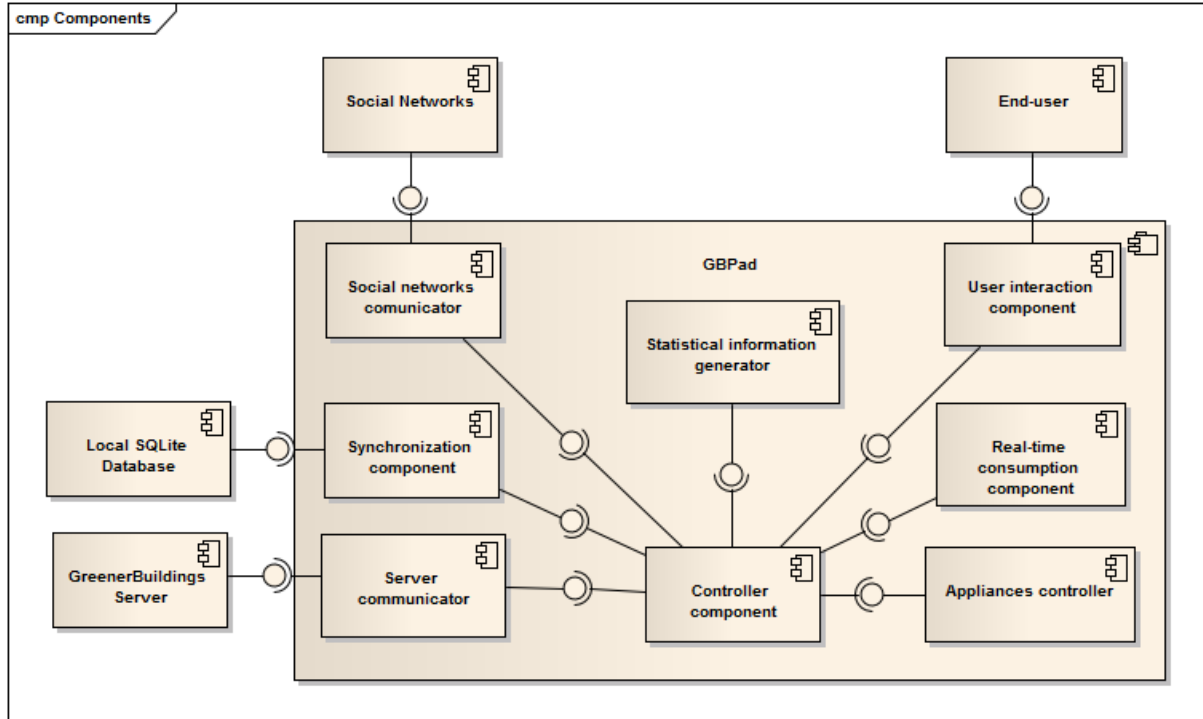 cmp Components
Social Networks
End-user
GBPad
Social networks
comunicator
User interaction
component
Statistical information
generator
Local SQLite
Database
Synchronization
component
Real-time
consumption
component
GreenerBuildings
Server
Server
communicator
Controller
component
Appliances controller